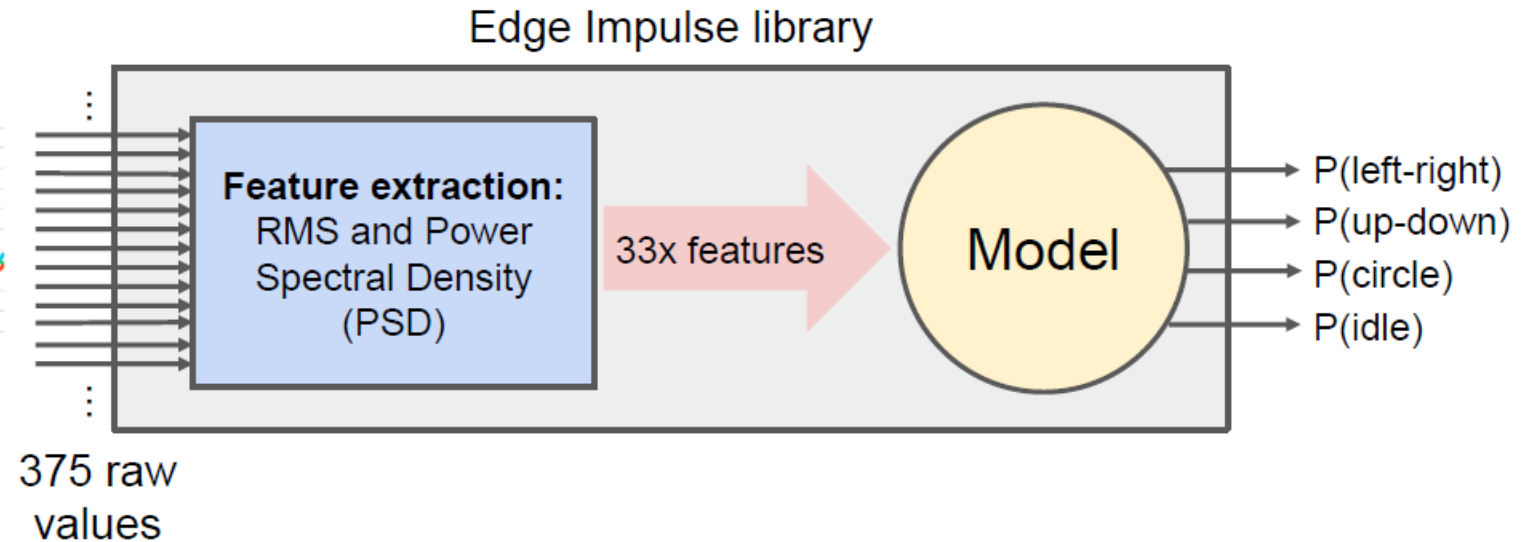 Edge Impulse library
...
Feature extraction:
RMS and Power
Spectral Density
(PSD)
33x features
Model
P(left-right)
P(up-down)
P(circle)
P(idle)
...
375 raw
values